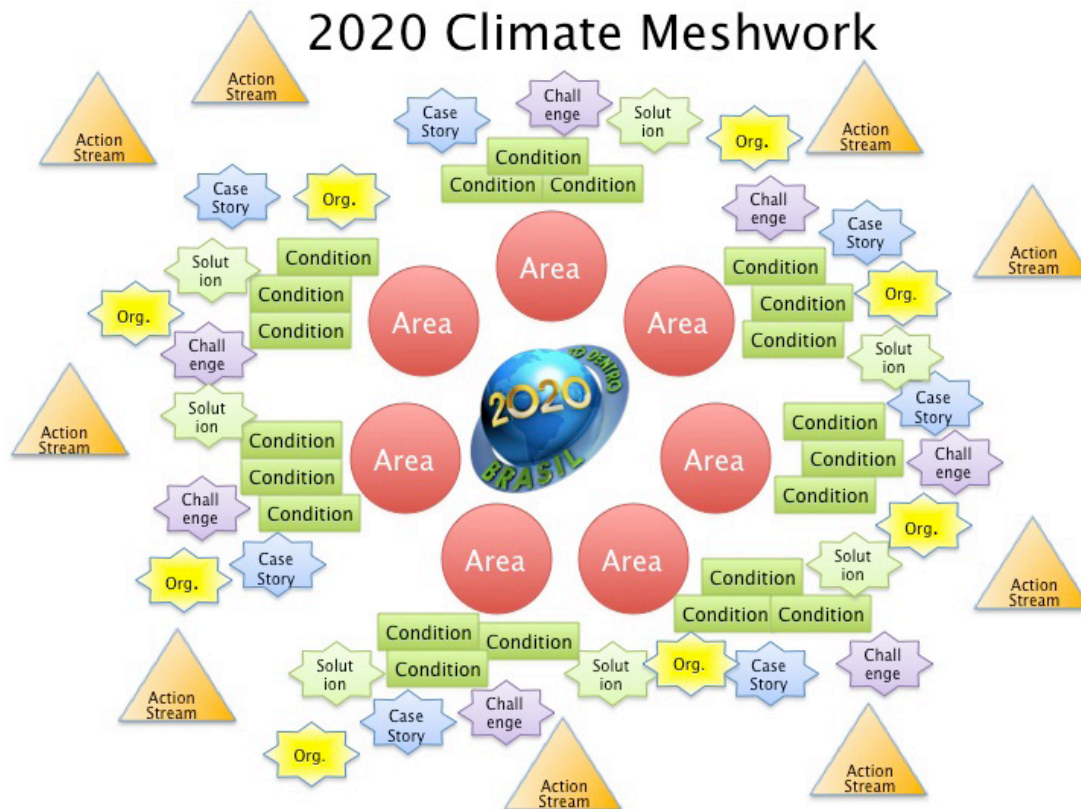 2020 Climate Meshwork
Action
Stream
Action
Stream
Case
Story
Chall
enge
Solut
ion
Org.
Action
Stream
Condition
Condition
Condition
Case
Story
Org.
Chall
enge
Case
Story
Action
Stream
Solut
ion
Condition
Condition
Condition
Org.
Chall
enge
Area
Area
Area
Condition
Condition
Condition
Org.
Solut
ion
TÔ DENTRO
2020
BRASIL
Action
Stream
Solut
ion
Condition
Condition
Condition
Chall
enge
Org.
Case
Story
Area
Area
Condition
Condition
Condition
Case
Story
Chall
enge
Org.
Solut
ion
Action
Stream
Area
Area
Condition
Condition
Condition
Condition
Condition
Condition
Action
Stream
Solut
ion
Case
Story
Org.
Chall
enge
Solut
ion
Org.
Case
Story
Chall
enge
Action
Stream
Action
Stream